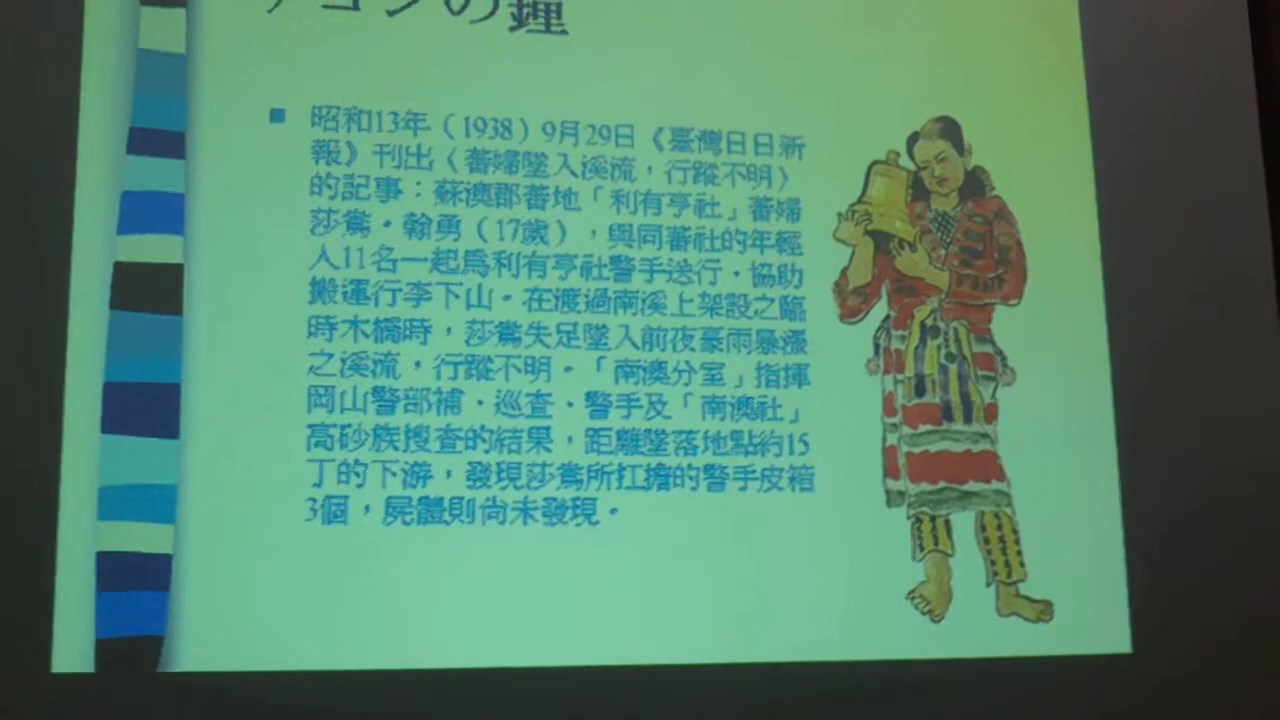 ヨンの鐘
昭和13年（1938）9月29日《臺灣日日新
報》刊出〈蕃婦墜入溪流，行蹤不明〉
的記事：蘇澳郡蕃地「利有亨社」蕃婦
莎鴦・翰勇（17歲），與同蕃社的年輕
人11名一起為利有亨社警手送行、協助
搬運行李下山。在渡過南溪上架設之臨
時木橋時，莎鴦失足墜入前夜豪雨暴漲
之溪流，行蹤不明。「南澳分室」指揮
岡山警部補、巡查、警手及「南澳社」
高砂族搜查的結果，距離墜落地點約15
丁的下游，發現莎鴦所扛擔的警手皮箱
3個，屍體則尚未發現。